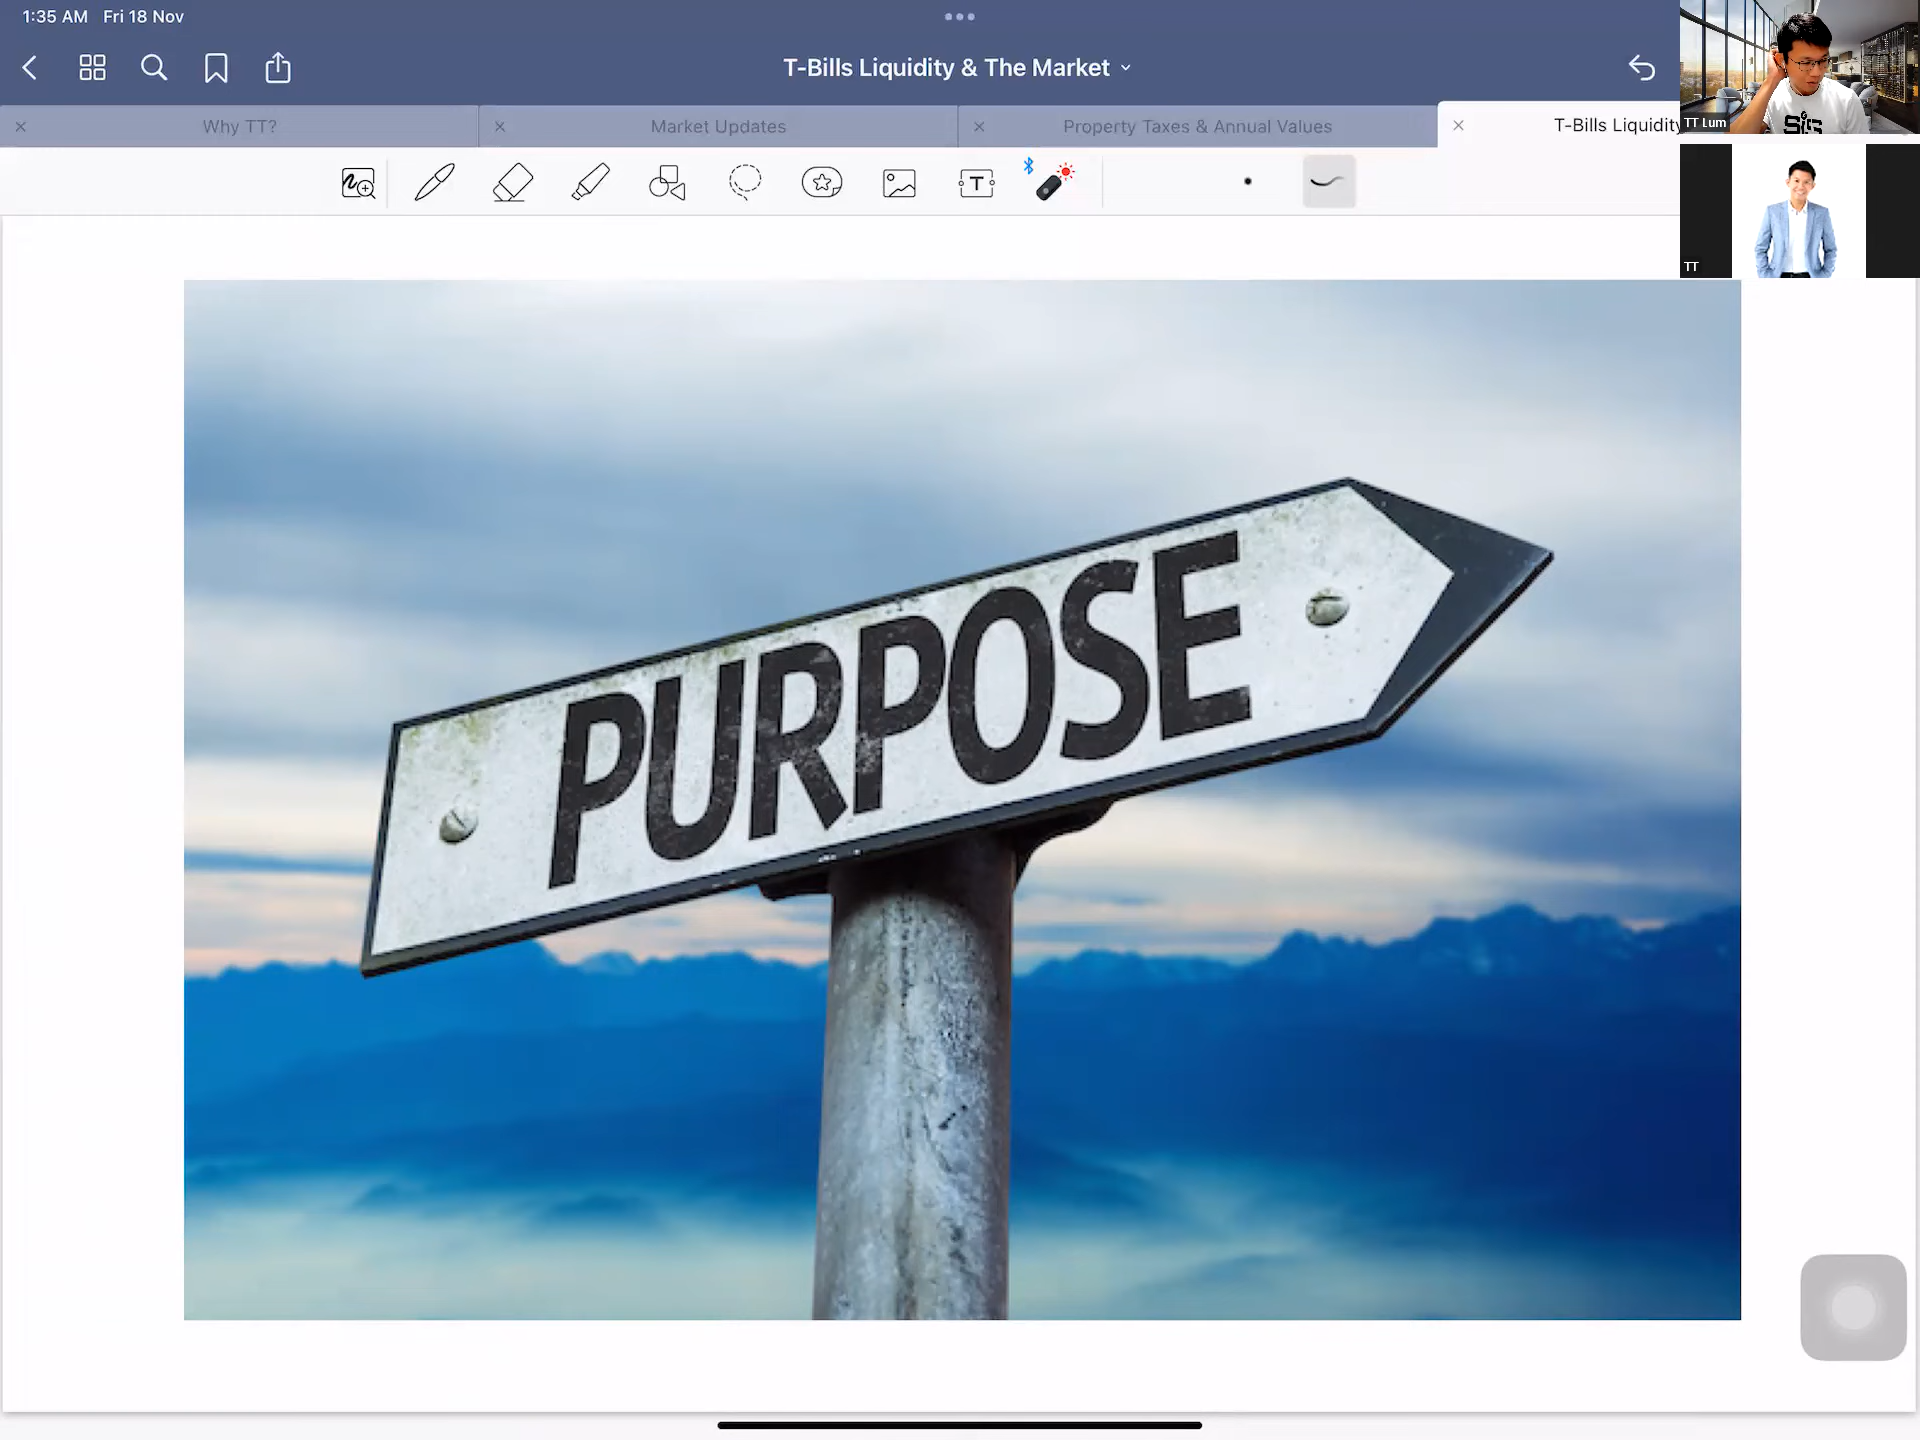 1:35 AM Fri 18 Nov
T-Bills Liquidity & The Market
Why TT?
Market Updates
Property Taxes & Annual Values
T-Bills Liquidity
TT Lum
SiS
TT
T
PURPOSE